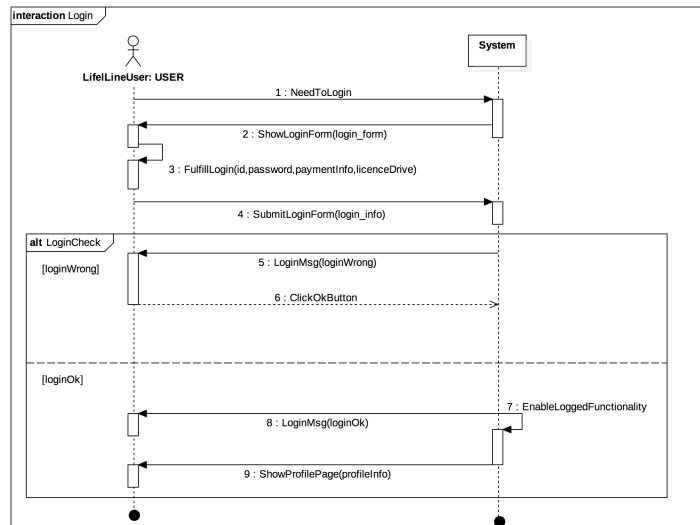 interaction Login
System
LifelLineUser: USER
1 : NeedToLogin
2 : ShowLoginForm(login_form)
3 : FulfillLogin(id,password,paymentInfo,licenceDrive)
4 : SubmitLoginForm(login_info)
alt LoginCheck
5 : LoginMsg(loginWrong)
[loginWrong]
6 : ClickOkButton
[loginOk]
7 : EnableLoggedFunctionality
8 : LoginMsg(loginOk)
9 : ShowProfilePage(profileInfo)